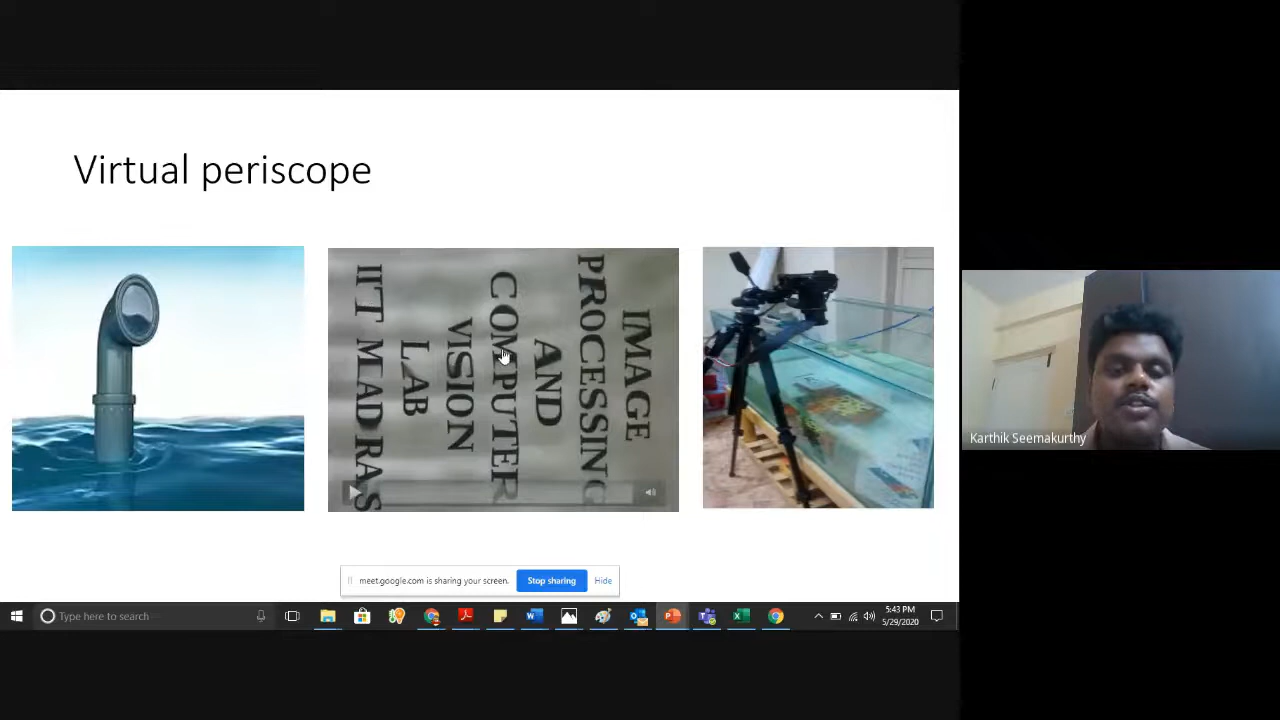 Virtual periscope
IMAGE
PROCESSING
AND
COMPUTER
VISION
LAB
IIT MADRAS
Karthik Seemakurthy
meet.google.com is sharing your screen.
Stop sharing
Hide
Type here to search
5:43 PM
5/29/2020